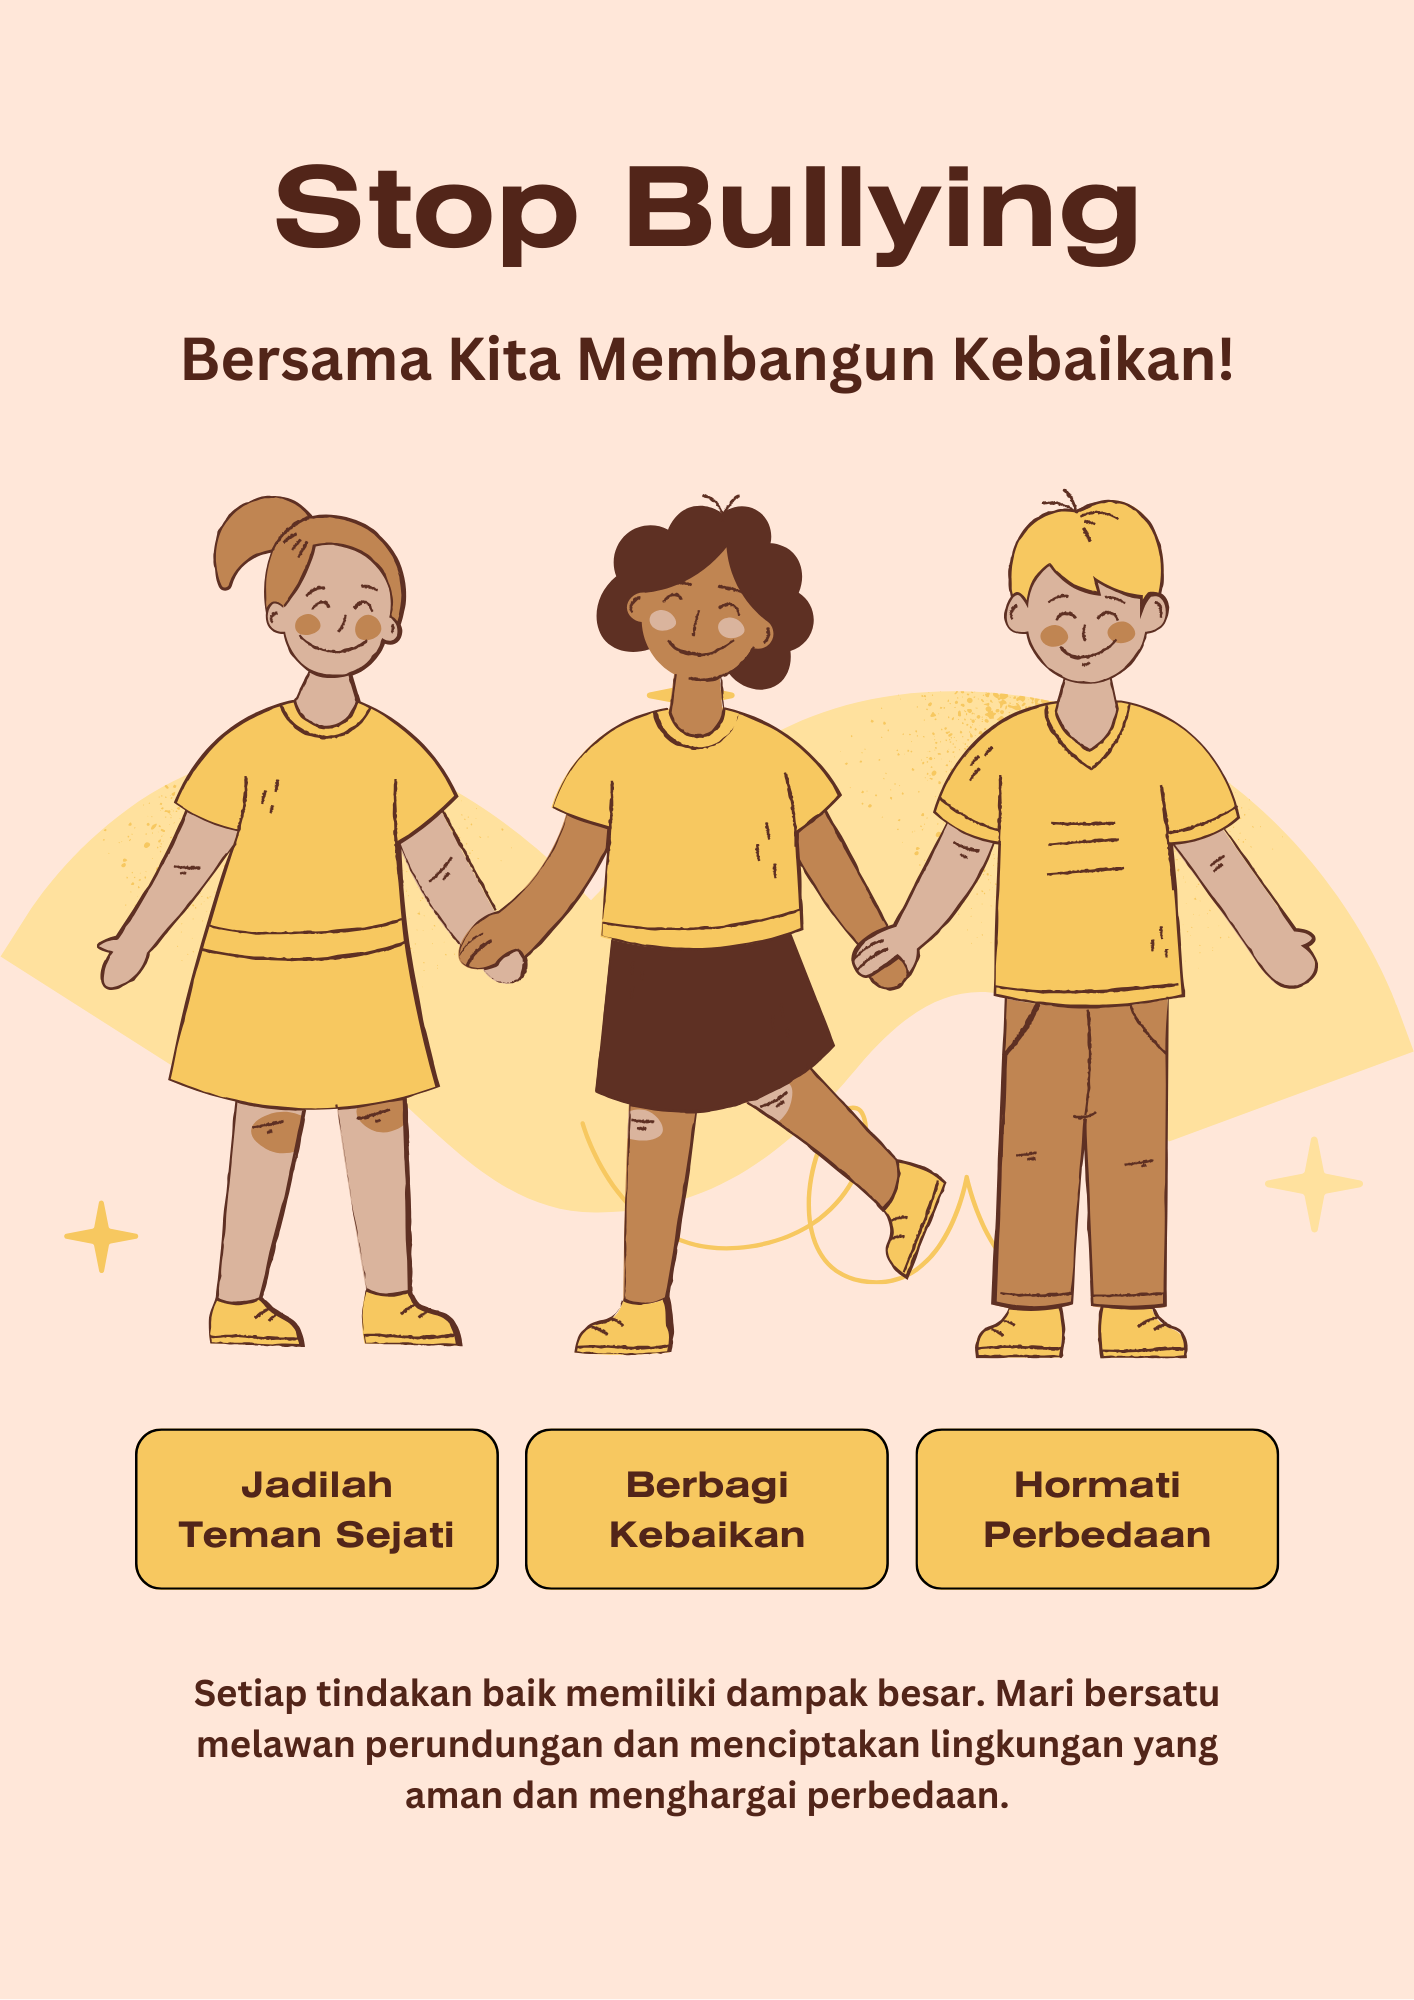 Stop Bullying
Bersama Kita Membangun Kebaikan!
Jadilah
Teman Sejati
Berbagi
Kebaikan
Hormati
Perbedaan
Setiap tindakan baik memiliki dampak besar. Mari bersatu
melawan perundungan dan menciptakan lingkungan yang
aman dan menghargai perbedaan.